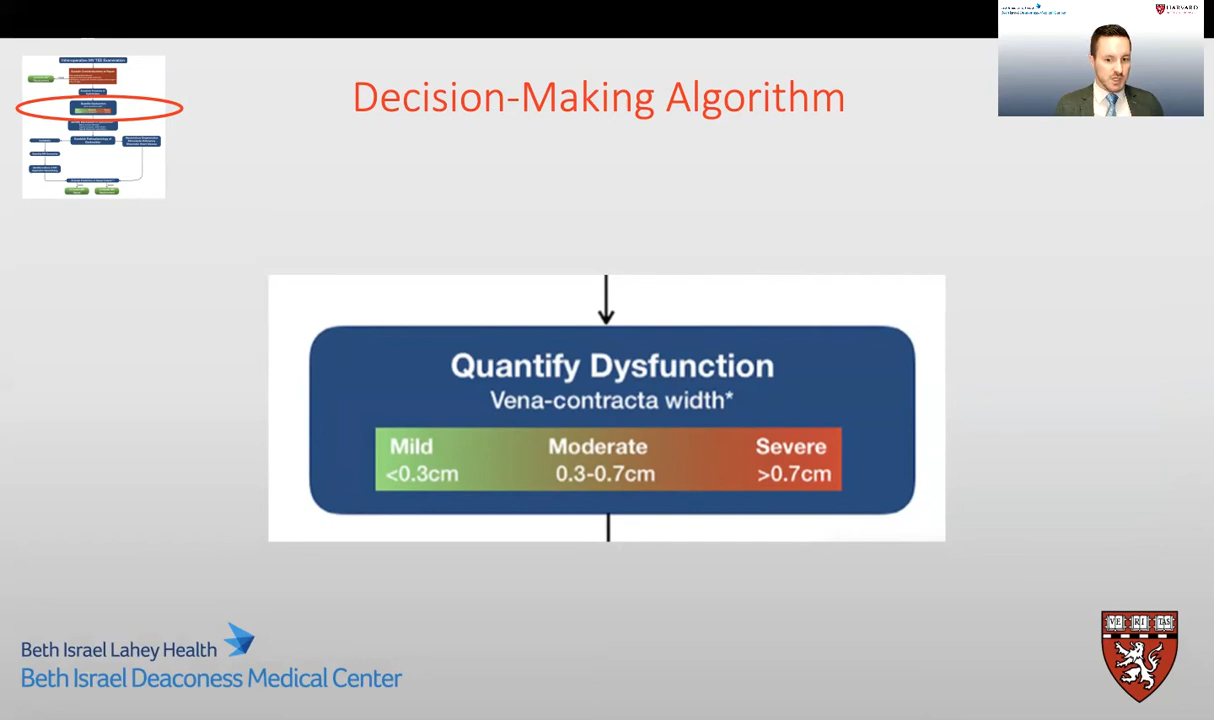 Decision-Making Algorithm
HARVARD
Quantify Dysfunction
Vena-contracta width*
Mild Moderate Severe
<0.3cm 0.3-0.7cm >0.7cm
Beth Israel Lahey Health
Beth Israel Deaconess Medical Center
VE RI TAS